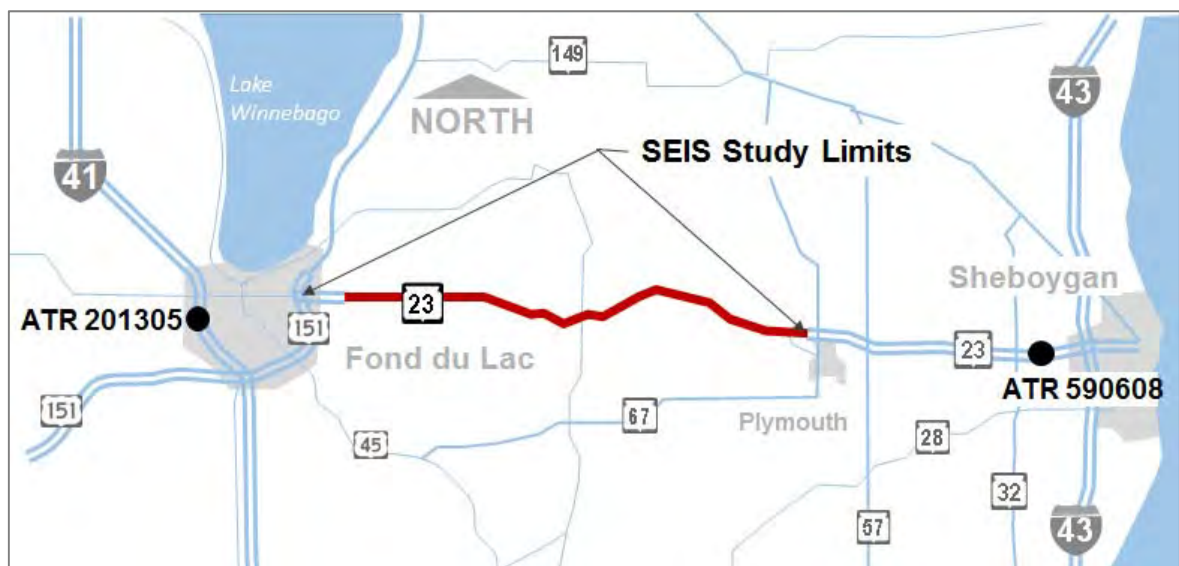 149
43
Lake
Winnebago
NORTH
SEIS Study Limits
41
Sheboygan
23
ATR 201305
151
Fond du Lac
23
ATR 590608
151
67
Plymouth
45
28
32
57
43